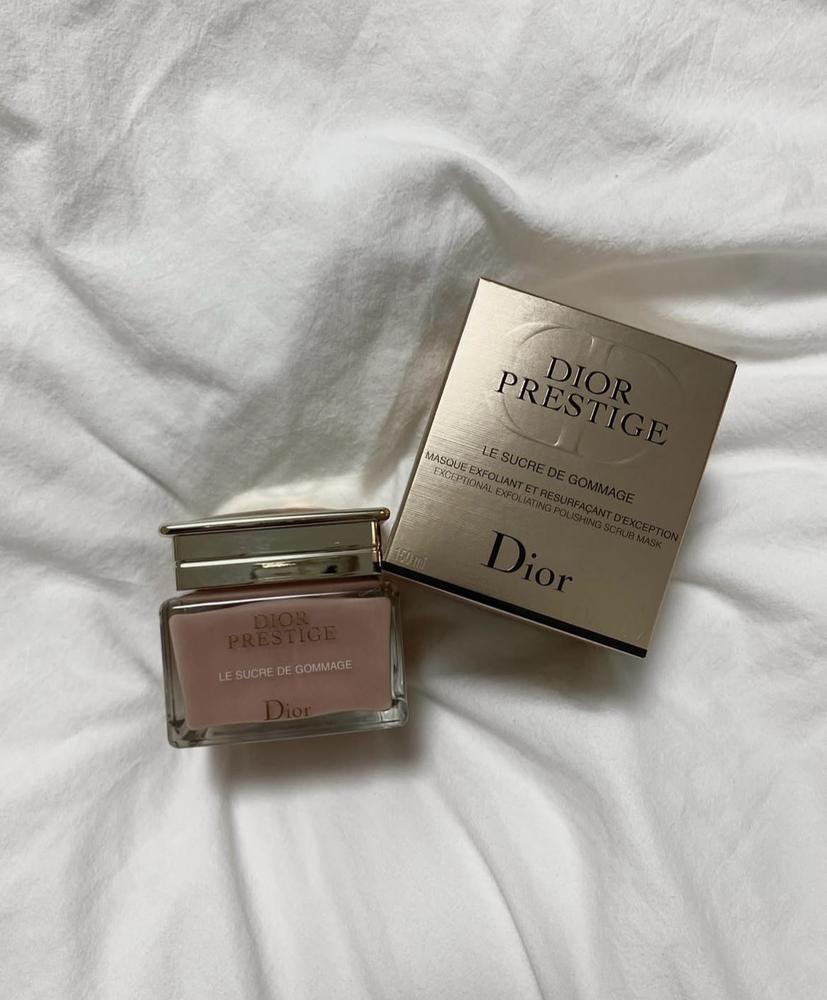 DIOR
PRESTIGE
LE SUCRE DE GOMMAGE
MASQUE EXFOLIANT ET RESURFAÇANT D'EXCEPTION
EXCEPTIONAL EXFOLIATING POLISHING SCRUB MASK
Dior
150 ml
DIOR
PRESTIGE
LE SUCRE DE GOMMAGE
Dior